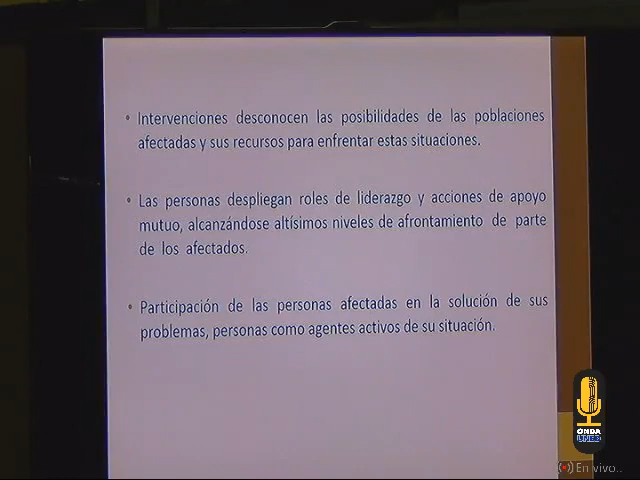 • Intervenciones desconocen las posibilidades de las poblaciones
afectadas y sus recursos para enfrentar estas situaciones.
• Las personas despliegan roles de liderazgo y acciones de apoyo
mutuo, alcanzándose altísimos niveles de afrontamiento de parte
de los afectados.
• Participación de las personas afectadas en la solución de sus
problemas, personas como agentes activos de su situación.
ONDA
UNED
En vivo..